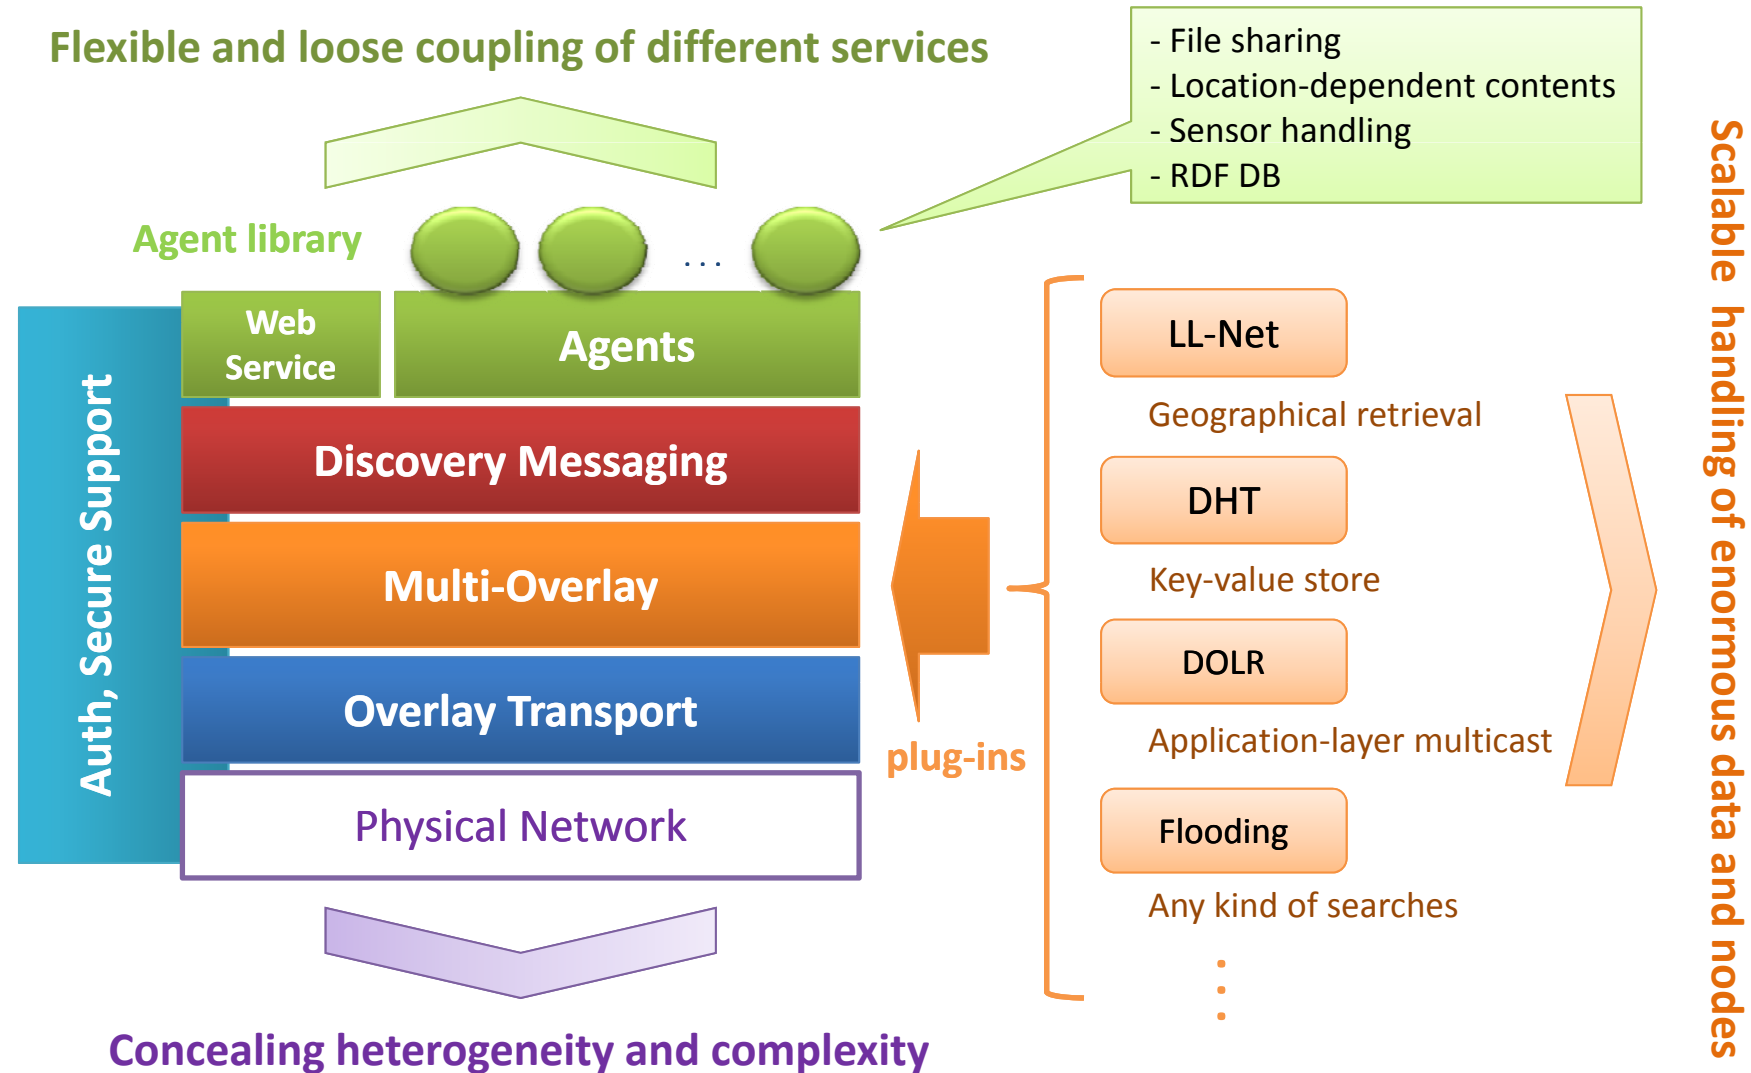 Flexible and loose coupling of different services
- File sharing
- Location-dependent contents
- Sensor handling
- RDF DB
Agent library
...
Web
Service
Agents
Discovery Messaging
Multi-Overlay
Overlay Transport
Physical Network
Auth, Secure Support
plug-ins
LL-Net
Geographical retrieval
DHT
Key-value store
DOLR
Application-layer multicast
Flooding
Any kind of searches
Scalable handling of enormous data and nodes
Concealing heterogeneity and complexity